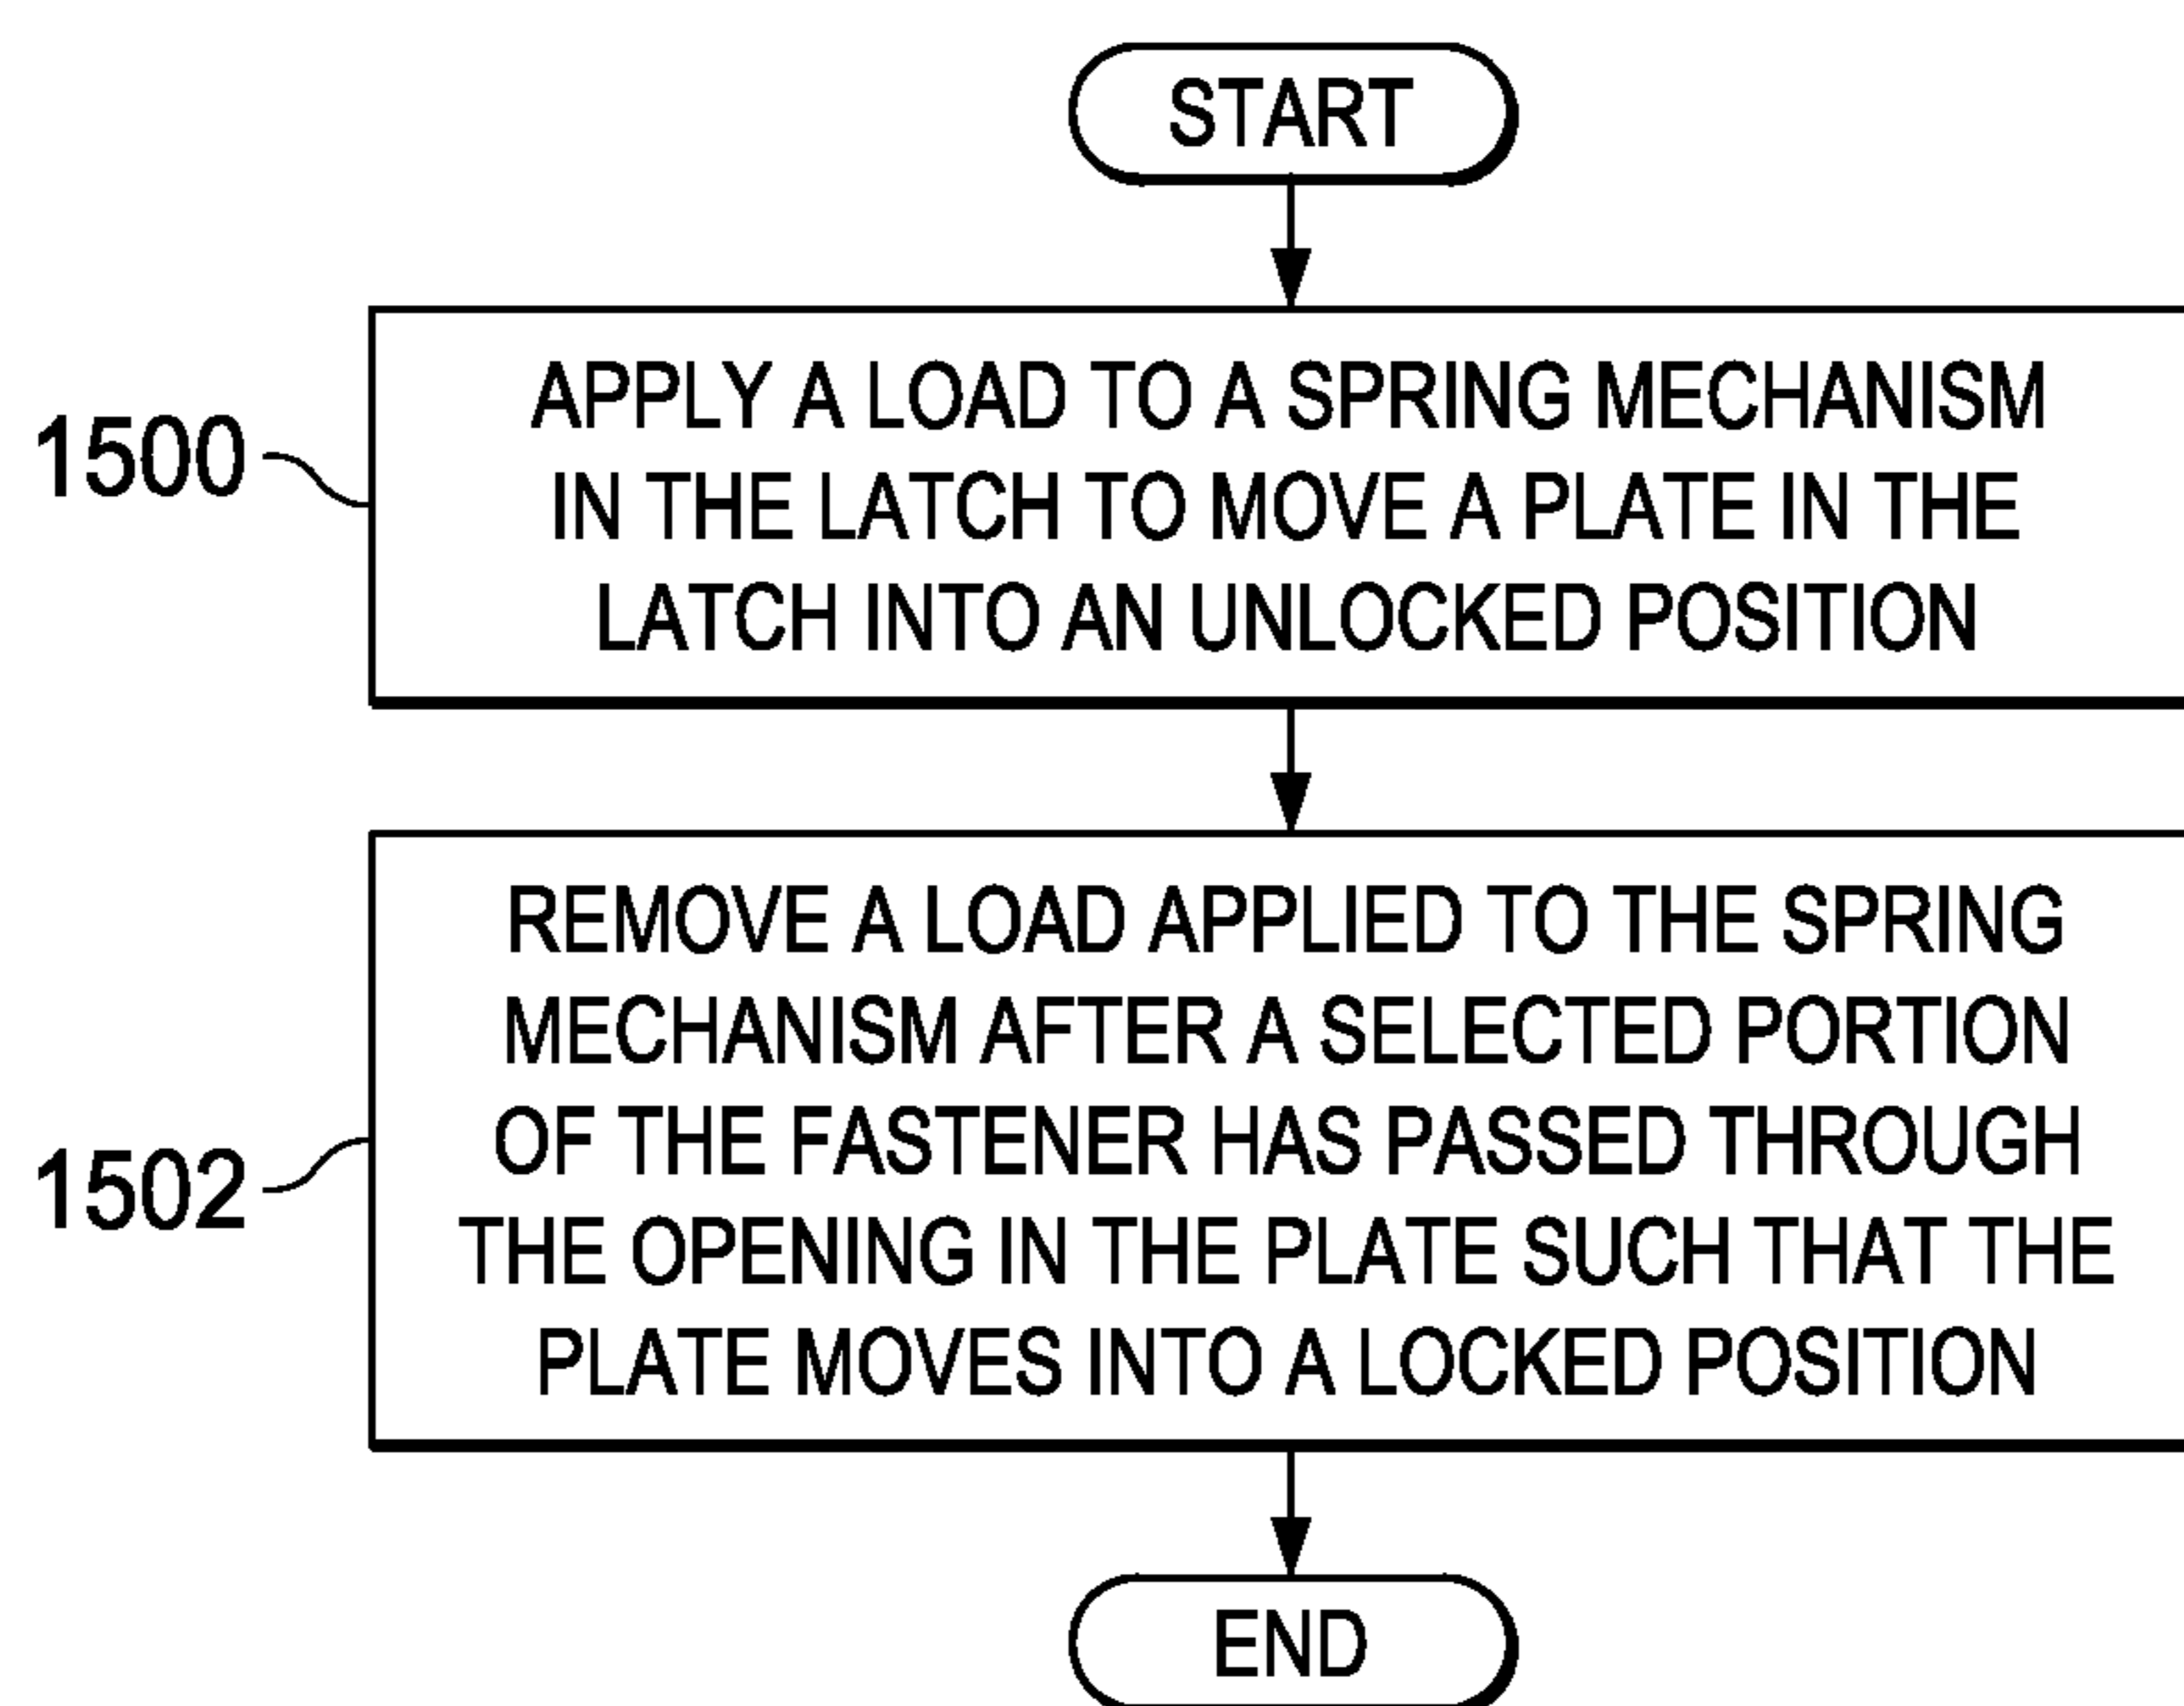 START
1500
APPLY A LOAD TO A SPRING MECHANISM
IN THE LATCH TO MOVE A PLATE IN THE
LATCH INTO AN UNLOCKED POSITION
1502
REMOVE A LOAD APPLIED TO THE SPRING
MECHANISM AFTER A SELECTED PORTION
OF THE FASTENER HAS PASSED THROUGH
THE OPENING IN THE PLATE SUCH THAT THE
PLATE MOVES INTO A LOCKED POSITION
END